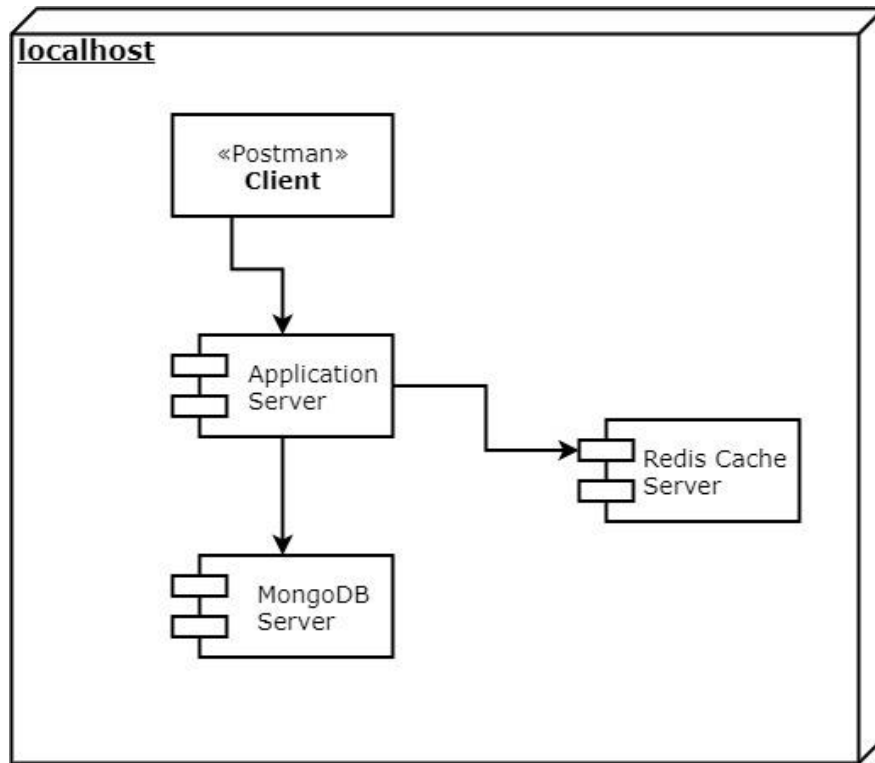 localhost
«Postman»
Client
Application
Server
Redis Cache
Server
MongoDB
Server